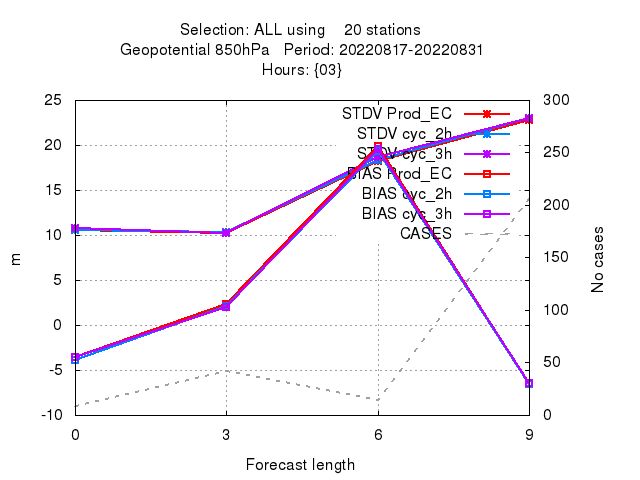 Selection: ALL using    20 stations
Geopotential 850hPa   Period: 20220817-20220831
Hours: {03}
25
20
15
10
5
0
-5
-10
m
300
250
200
150
100
50
0
No cases
STDV Prod_EC
STDV cyc_2h
STDV cyc_3h
BIAS Prod_EC
BIAS cyc_2h
BIAS cyc_3h
CASES
0 3 6 9
Forecast length